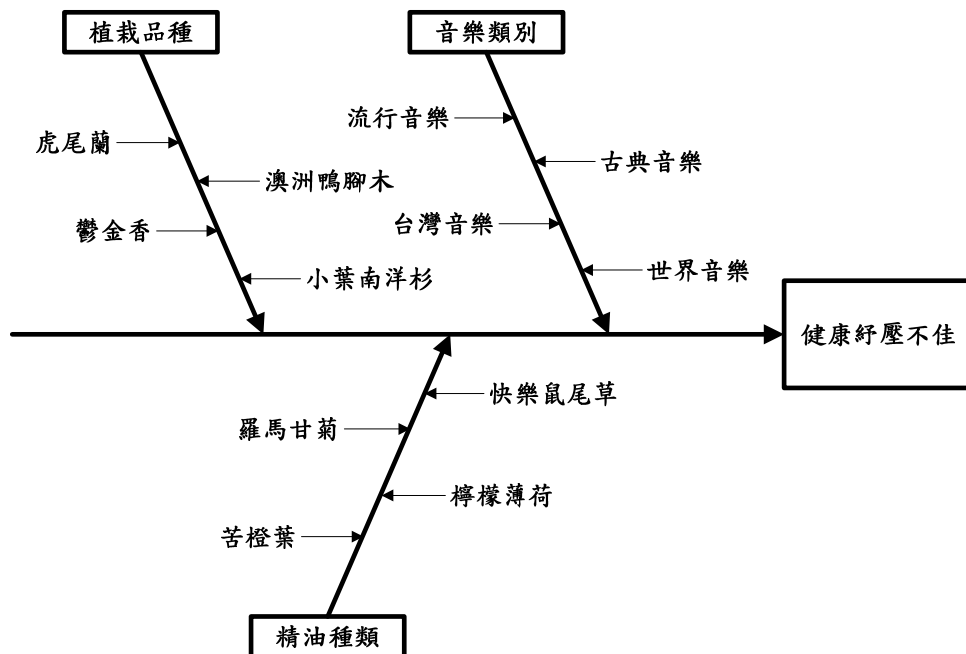 植栽品種
音樂類別
流行音樂
虎尾蘭
古典音樂
澳洲鴨腳木
台灣音樂
鬱金香
世界音樂
小葉南洋杉
健康紓壓不佳
快樂鼠尾草
羅馬甘菊
檸檬薄荷
苦橙葉
精油種類